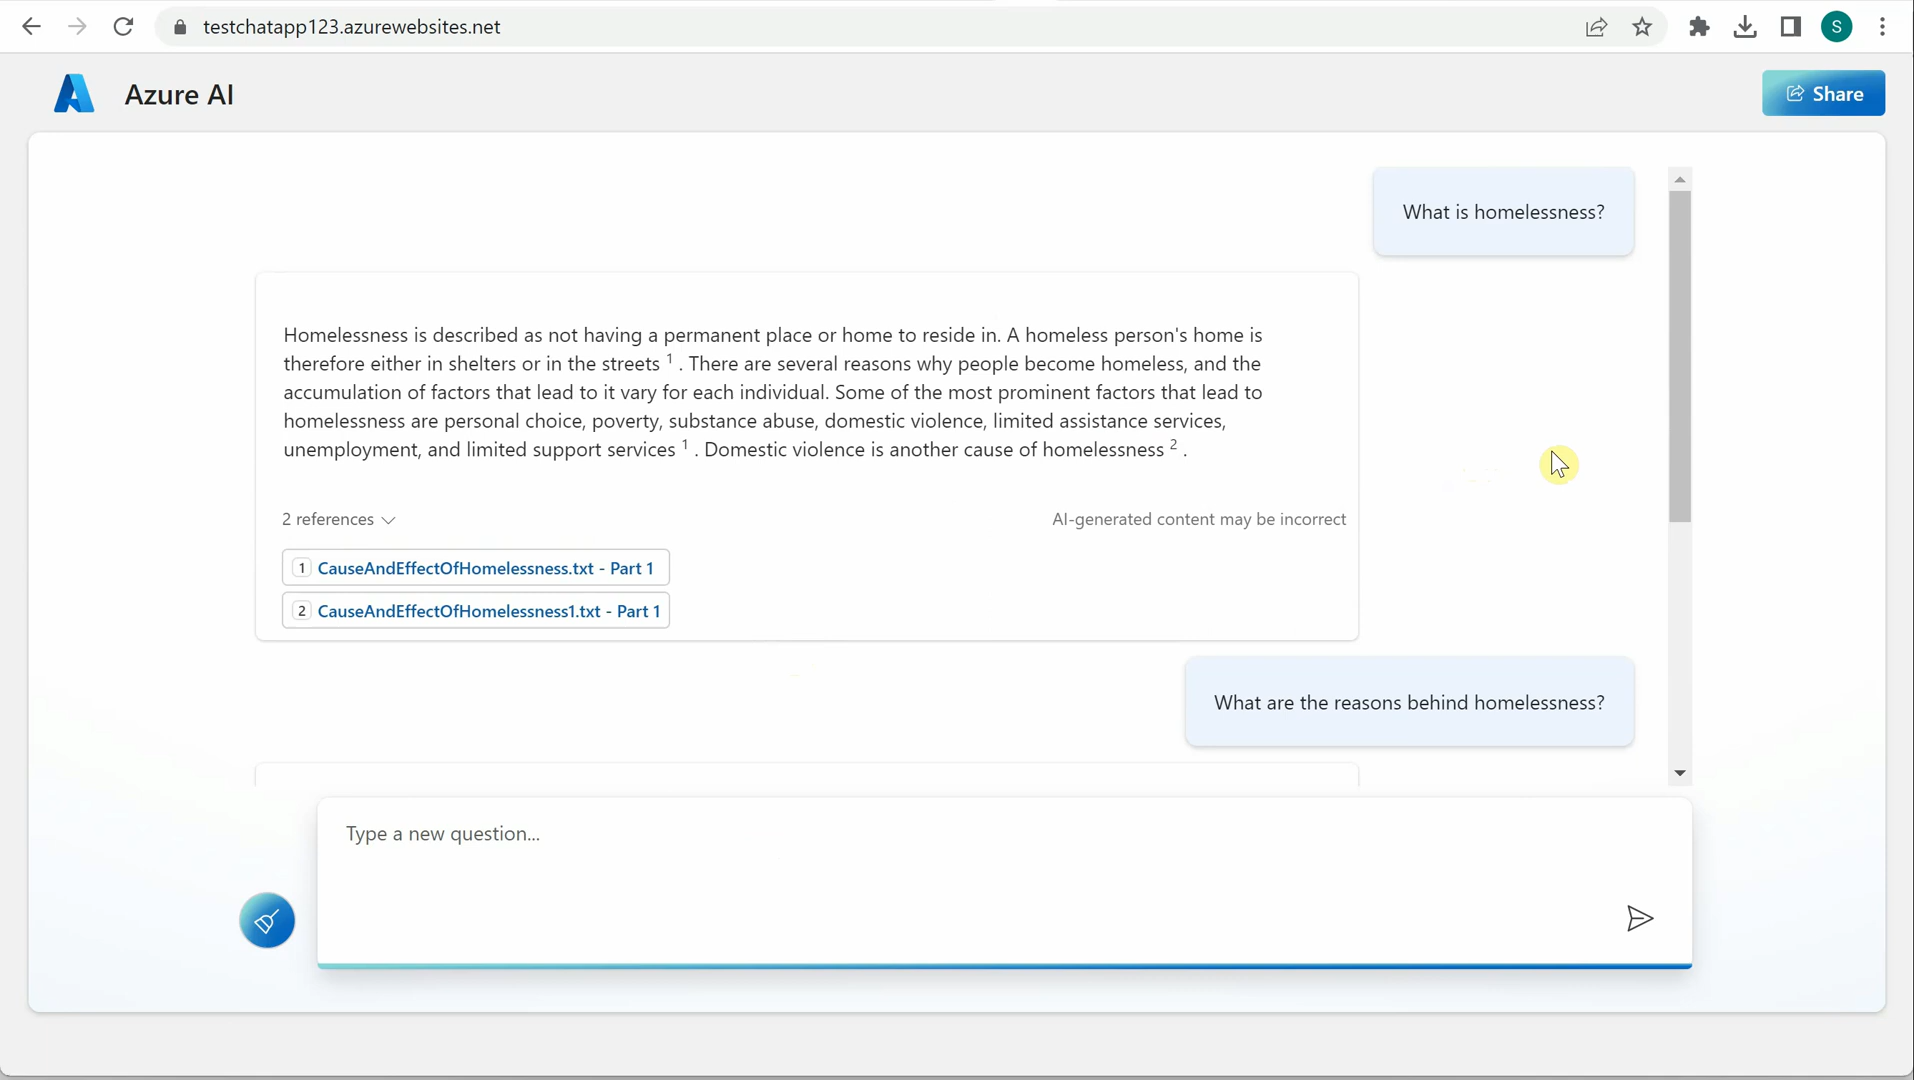 testchatapp123.azurewebsites.net
S
Azure AI
Share
What is homelessness?
Homelessness is described as not having a permanent place or home to reside in. A homeless person's home is
therefore either in shelters or in the streets 1 . There are several reasons why people become homeless, and the
accumulation of factors that lead to it vary for each individual. Some of the most prominent factors that lead to
homelessness are personal choice, poverty, substance abuse, domestic violence, limited assistance services,
unemployment, and limited support services 1 . Domestic violence is another cause of homelessness 2 .
2 references
AI-generated content may be incorrect
1 CauseAndEffectOfHomelessness.txt - Part 1
2 CauseAndEffectOfHomelessness1.txt - Part 1
What are the reasons behind homelessness?
Type a new question...